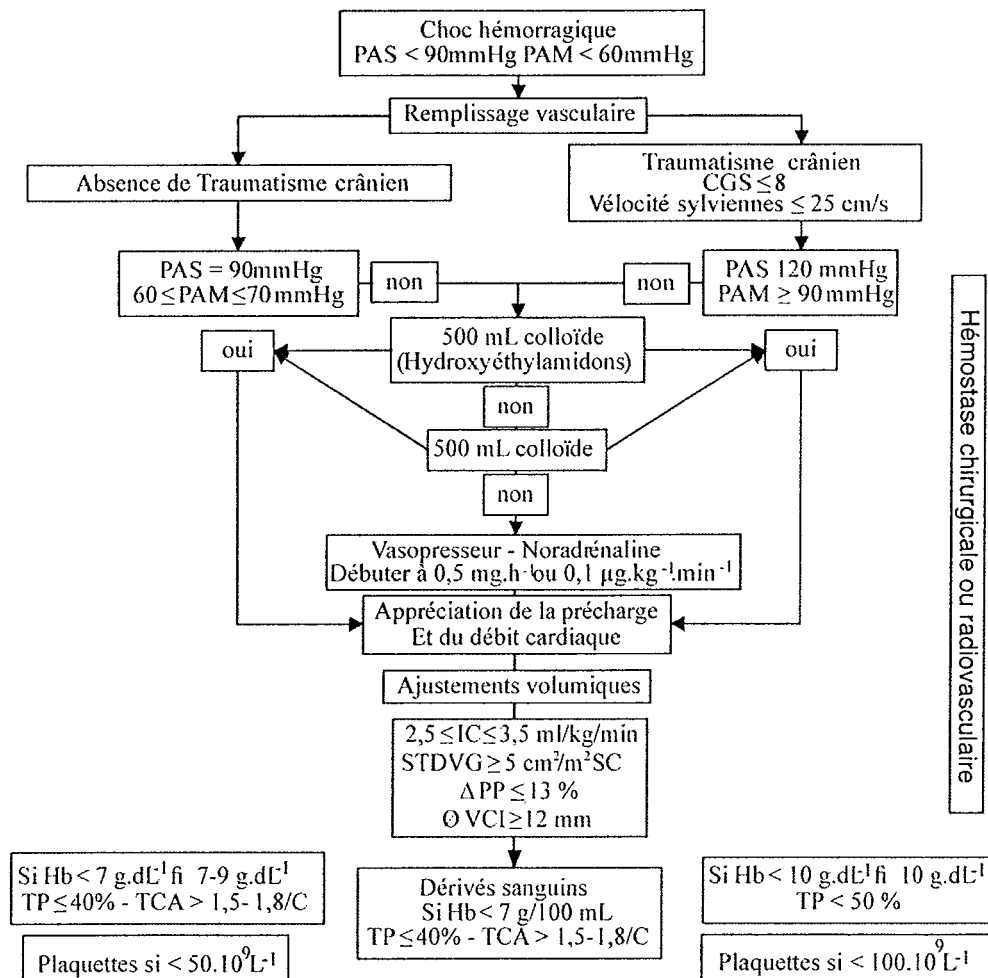 Choc hémorragique
PAS < 90mmHg PAM < 60mmHg
Remplissage vasculaire
Absence de Traumatisme crânien
Traumatisme crânien
CGS ≤ 8
Vélocité sylviennes ≤ 25 cm/s
PAS = 90mmHg
60 ≤ PAM ≤ 70 mmHg
non
non
PAS 120 mmHg
PAM ≥ 90 mmHg
oui
500 mL colloïde
(Hydroxyéthylamidons)
oui
non
500 mL colloïde
non
Vasopresseur - Noradrénaline
Débuter à 0,5 mg.h⁻¹ou 0,1 µg.kg⁻¹.min⁻¹
Appréciation de la précharge
Et du débit cardiaque
Ajustements volumiques
2,5 ≤ IC ≤ 3,5 ml/kg/min
STDVG ≥ 5 cm²/m²SC
Δ PP ≤ 13 %
Ø VCI ≥ 12 mm
Hémostase chirurgicale ou radiovasculaire
Si Hb < 7 g.dL⁻¹ fi 7-9 g.dL⁻¹
TP ≤ 40% - TCA > 1,5- 1,8/C
Plaquettes si < 50.10⁹L⁻¹
Dérivés sanguins
Si Hb < 7 g/100 mL
TP ≤ 40% - TCA > 1,5-1,8/C
Si Hb < 10 g.dL⁻¹ fi 10 g.dL⁻¹
TP < 50 %
Plaquettes si < 100.10⁹L⁻¹